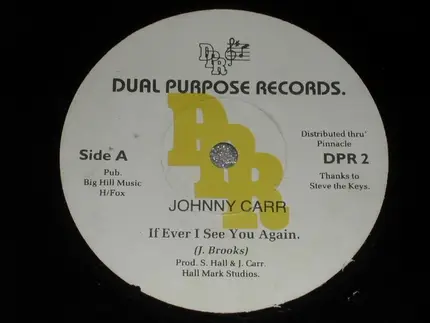 DPR
DUAL PURPOSE RECORDS.
DPR
Side A
Pub.
Big Hill Music
H/Fox
Distributed thru'
Pinnacle
DPR 2
Thanks to
Steve the Keys.
JOHNNY CARR
If Ever I See You Again.
(J. Brooks)
Prod. S. Hall & J. Carr.
Hall Mark Studios.